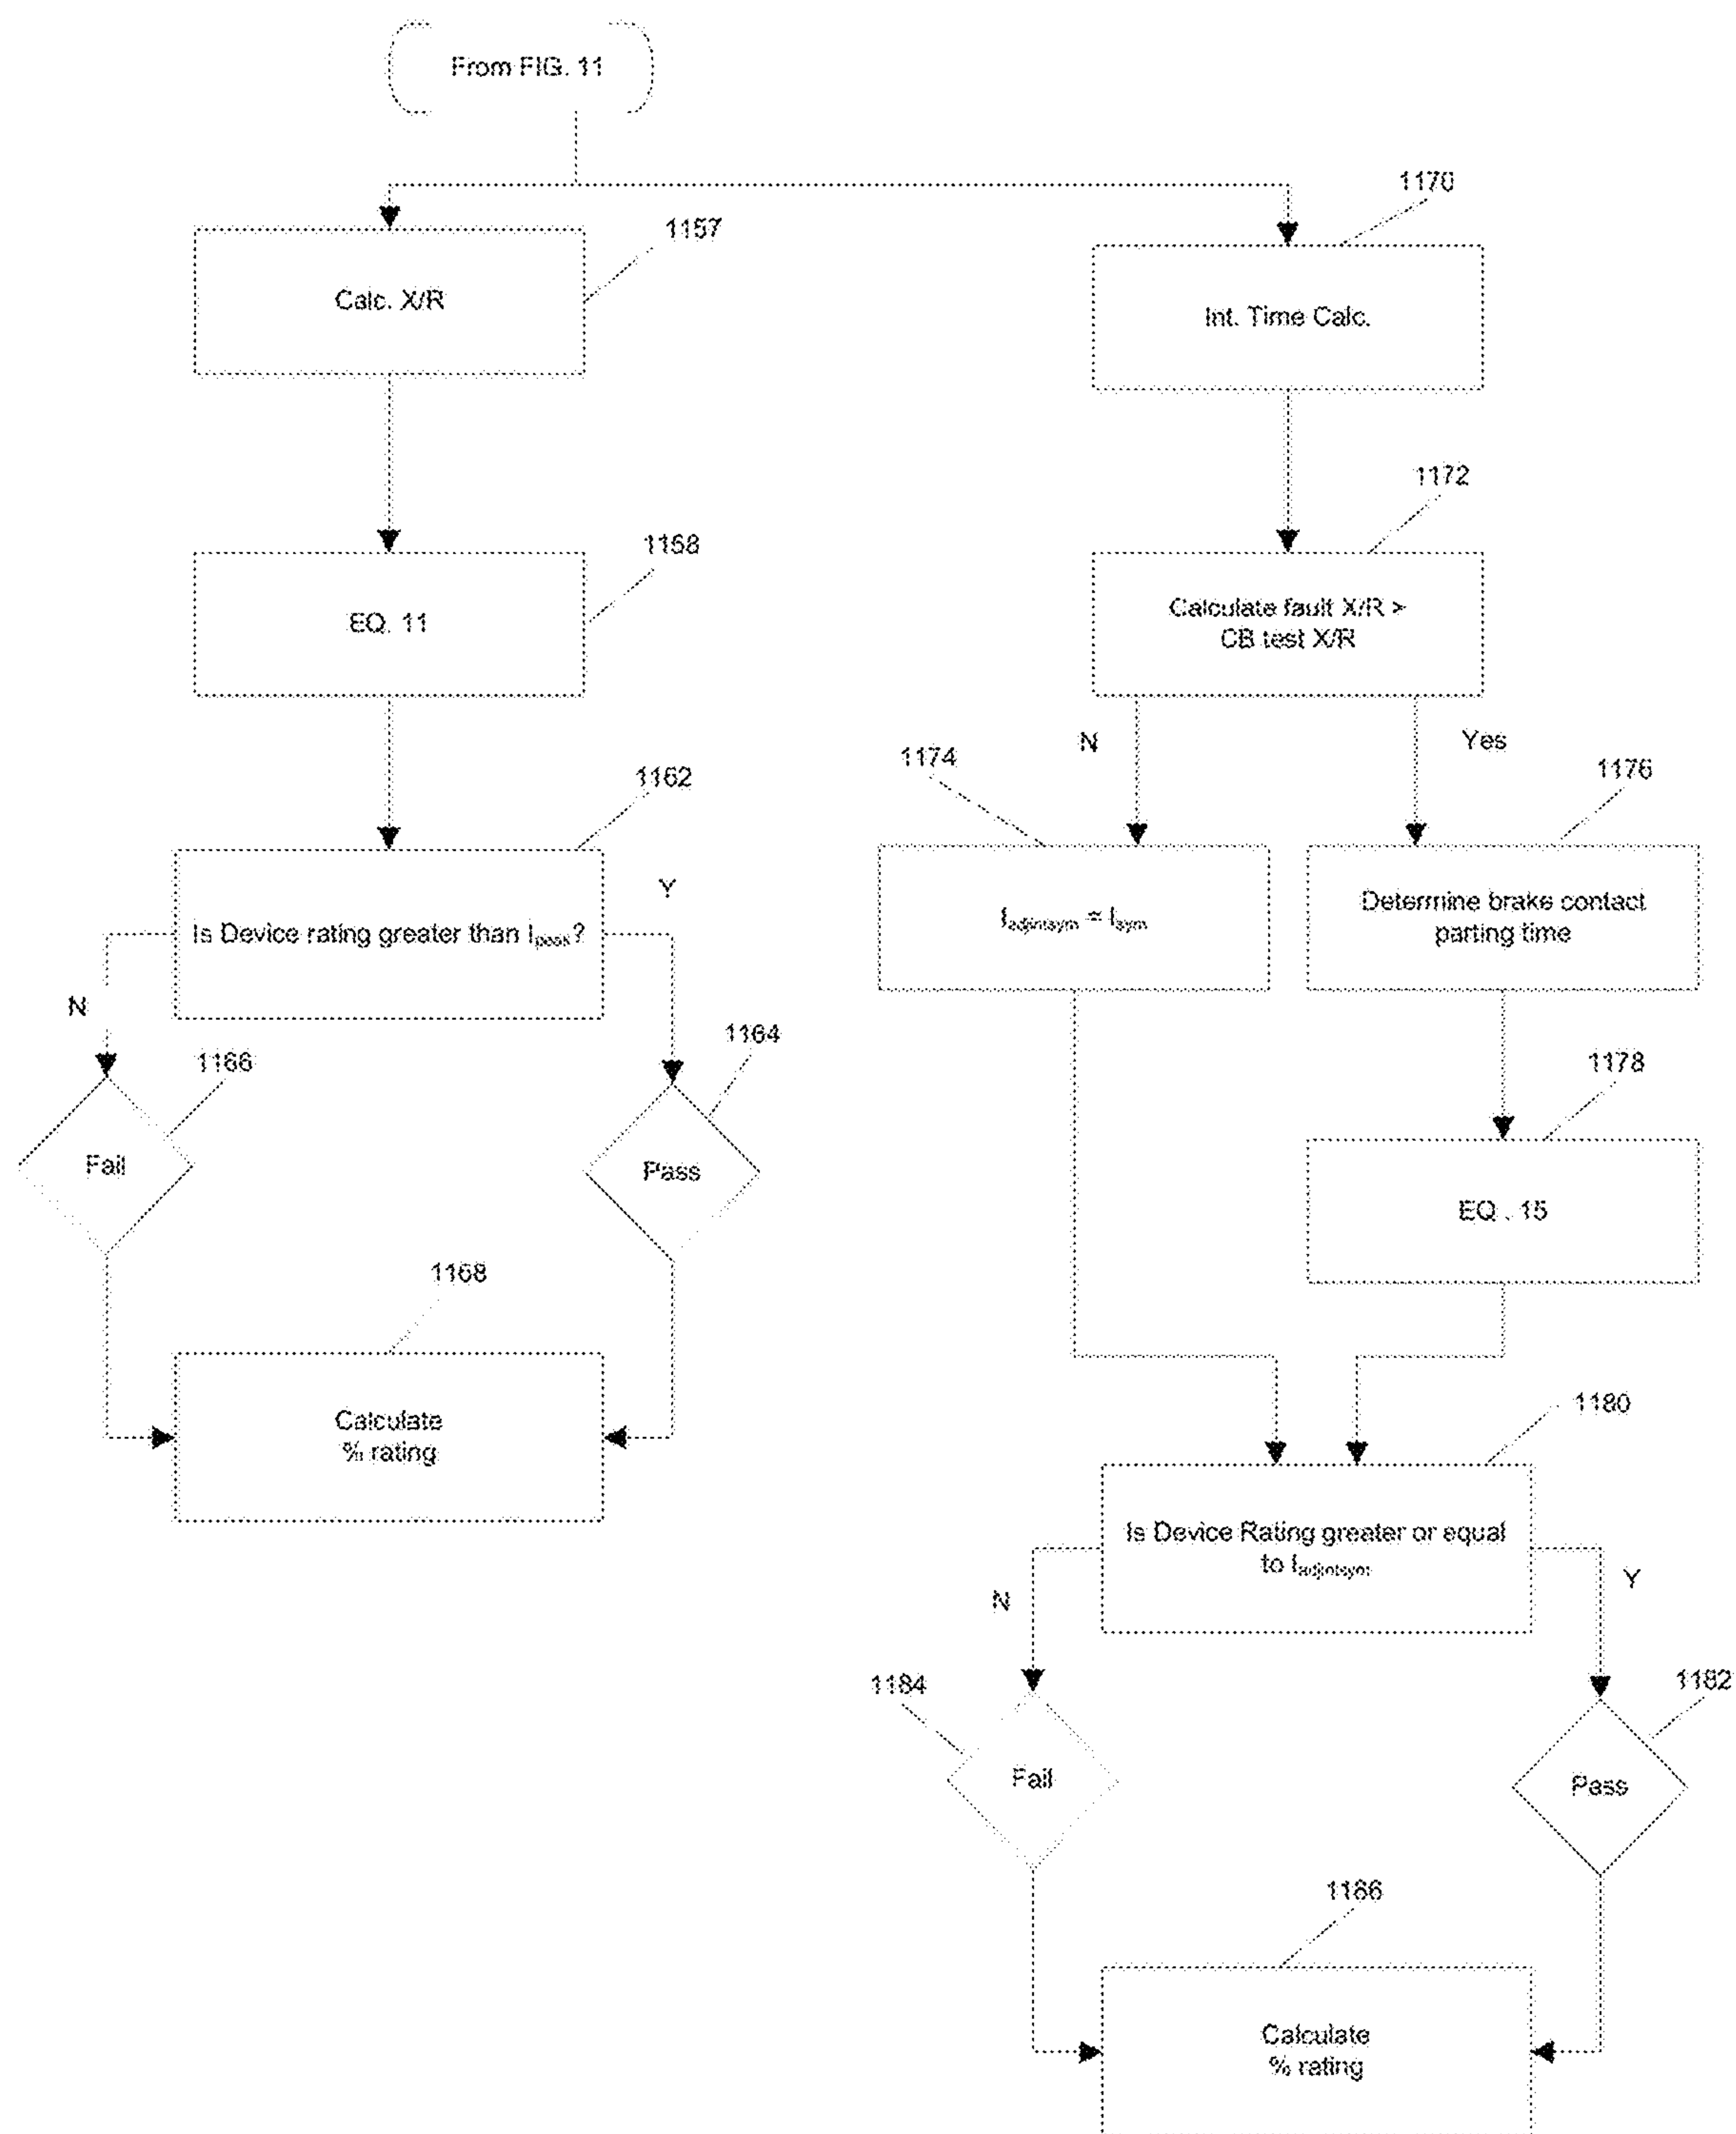 From FIG. 11
1170
1157
Calc. X/R
Int. Time Calc.
1172
1158
EQ. 11
Calculate fault X/R >
CB test X/R
N
Yes
1174
1176
1162
Y
Is Device rating greater than Ipeak?
Iadjintsym = Isym
Determine brake contact
parting time
N
1164
1166
1178
Fail
Pass
EQ . 15
1168
Calculate
% rating
1180
Is Device Rating greater or equal
to Iadjintsym
N
Y
1184
1182
Fail
Pass
1186
Calculate
% rating